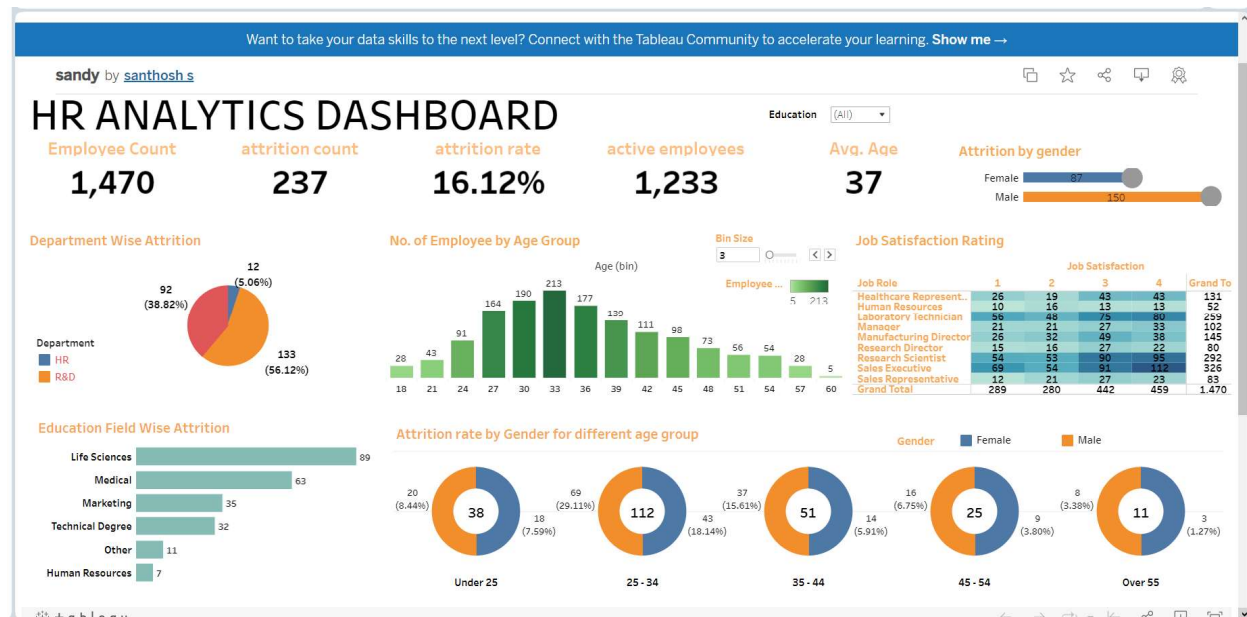 Want to take your data skills to the next level? Connect with the Tableau Community to accelerate your learning. Show me →
sandy by santhosh s
HR ANALYTICS DASHBOARD
Education (All)
Employee Count attrition count attrition rate active employees Avg. Age
1,470 237 16.12% 1,233 37
Attrition by gender
Female 87
Male 150
Department Wise Attrition
12
(5.06%)
92
(38.82%)
133
(56.12%)
Department
HR
R&D
No. of Employee by Age Group
Bin Size
3
Age (bin)
Employee ...
5 213
28 43 91 164 190 213 177 139 111 98 73 56 54 28 5
18 21 24 27 30 33 36 39 42 45 48 51 54 57 60
Job Satisfaction Rating
Job Satisfaction
Job Role 1 2 3 4 Grand To
Healthcare Represent.. 26 19 43 43 131
Human Resources 10 16 13 13 52
Laboratory Technician 56 48 75 80 259
Manager 21 21 27 33 102
Manufacturing Director 26 32 49 38 145
Research Director 15 16 27 22 80
Research Scientist 54 53 90 95 292
Sales Executive 69 54 91 112 326
Sales Representative 12 21 27 23 83
Grand Total 289 280 442 459 1,470
Education Field Wise Attrition
Life Sciences 89
Medical 63
Marketing 35
Technical Degree 32
Other 11
Human Resources 7
Attrition rate by Gender for different age group
Gender Female Male
20
(8.44%)
38
18
(7.59%)
Under 25
69
(29.11%)
112
43
(18.14%)
25 - 34
37
(15.61%)
51
14
(5.91%)
35 - 44
16
(6.75%)
25
9
(3.80%)
45 - 54
8
(3.38%)
11
3
(1.27%)
Over 55